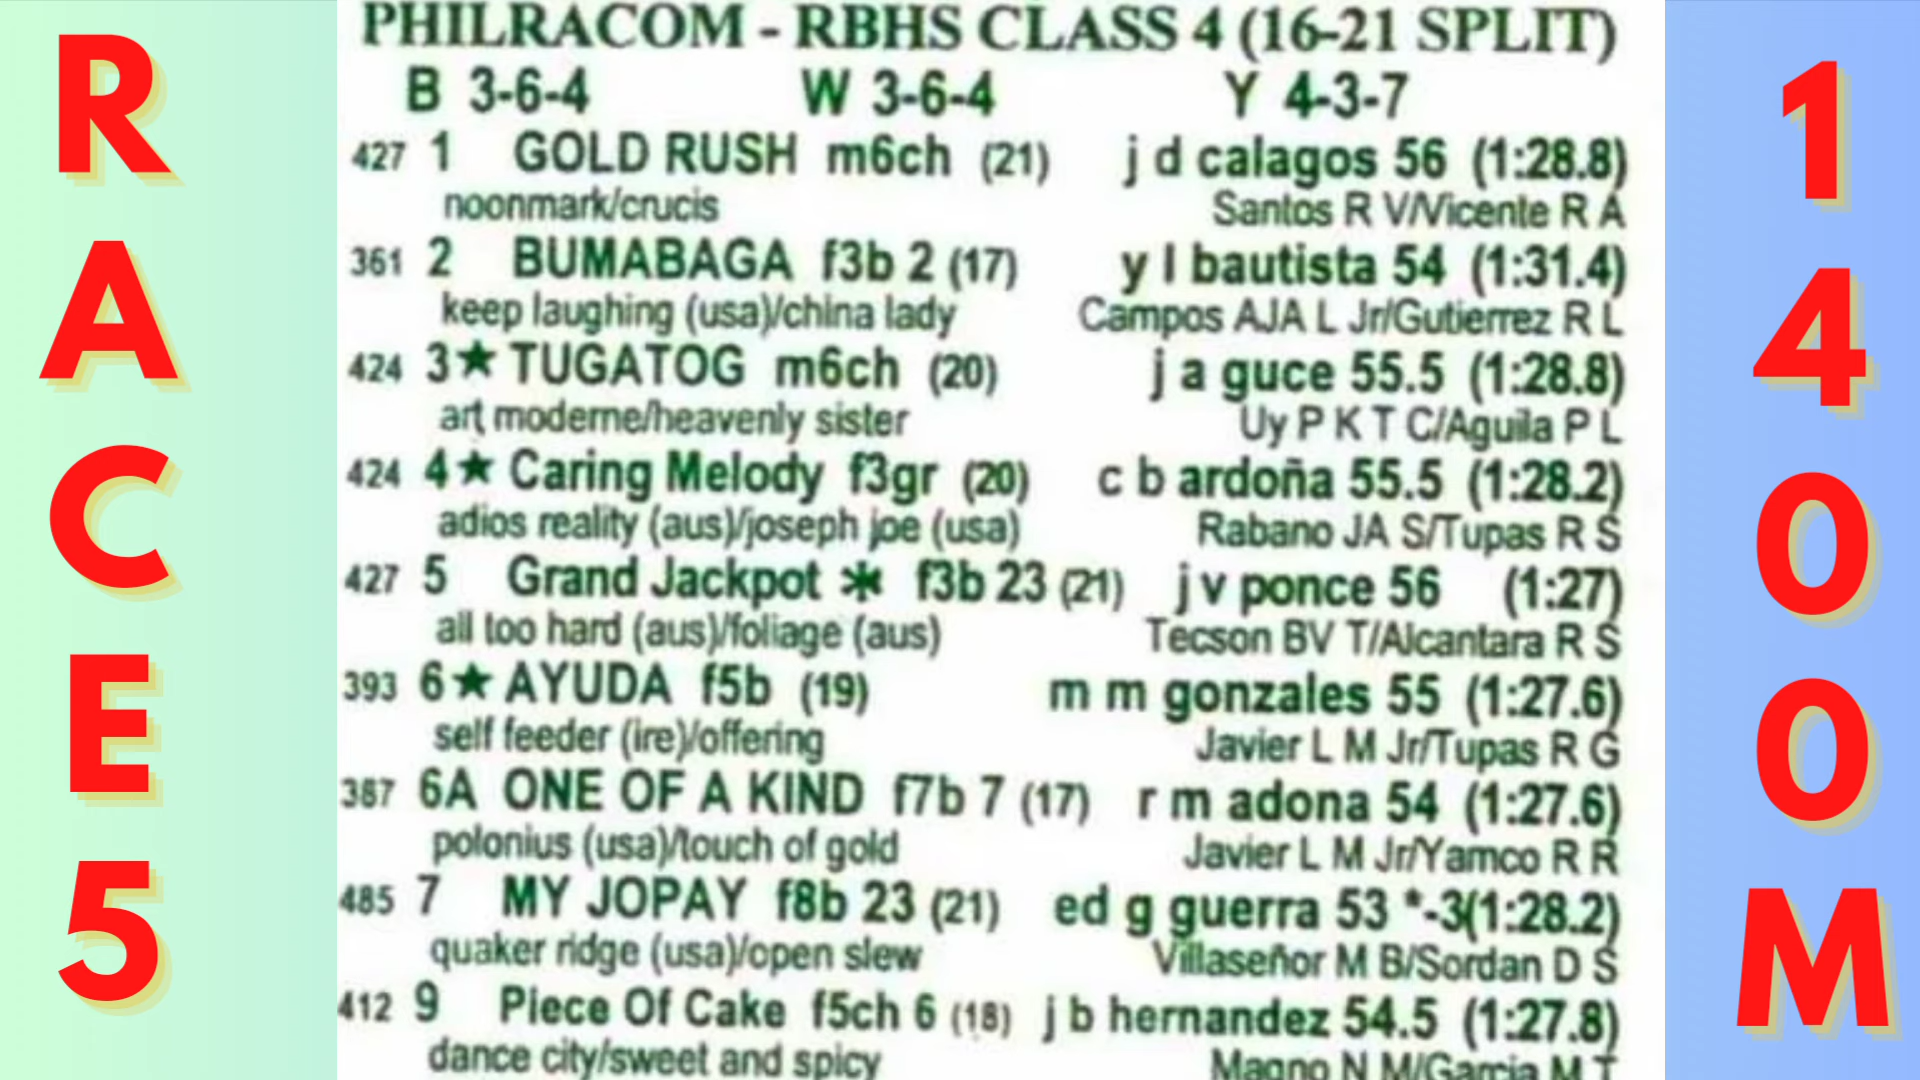 RACE 5
PHILRACOM - RBHS CLASS 4 (16-21 SPLIT)
B 3-6-4 W 3-6-4 Y 4-3-7
427 1 GOLD RUSH m6ch (21) j d calagos 56 (1:28.8)
noonmark/crucis Santos R V/Vicente R A
361 2 BUMABAGA f3b 2 (17) y l bautista 54 (1:31.4)
keep laughing (usa)/china lady Campos AJA L Jr/Gutierrez R L
424 3★ TUGATOG m6ch (20) j a guce 55.5 (1:28.8)
art moderne/heavenly sister Uy P K T C/Aguila P L
424 4★ Caring Melody f3gr (20) c b ardoña 55.5 (1:28.2)
adios reality (aus)/joseph joe (usa) Rabano JA S/Tupas R S
427 5 Grand Jackpot * f3b 23 (21) j v ponce 56 (1:27)
all too hard (aus)/foliage (aus) Tecson BV T/Alcantara R S
393 6★ AYUDA f5b (19) m m gonzales 55 (1:27.6)
self feeder (ire)/offering Javier L M Jr/Tupas R G
387 6A ONE OF A KIND f7b 7 (17) r m adona 54 (1:27.6)
polonius (usa)/touch of gold Javier L M Jr/Yamco R R
485 7 MY JOPAY f8b 23 (21) ed g guerra 53 *-3(1:28.2)
quaker ridge (usa)/open slew Villaseñor M B/Sordan D S
412 9 Piece Of Cake f5ch 6 (18) j b hernandez 54.5 (1:27.8)
dance city/sweet and spicy Magno N M/Garcia M T
1400M